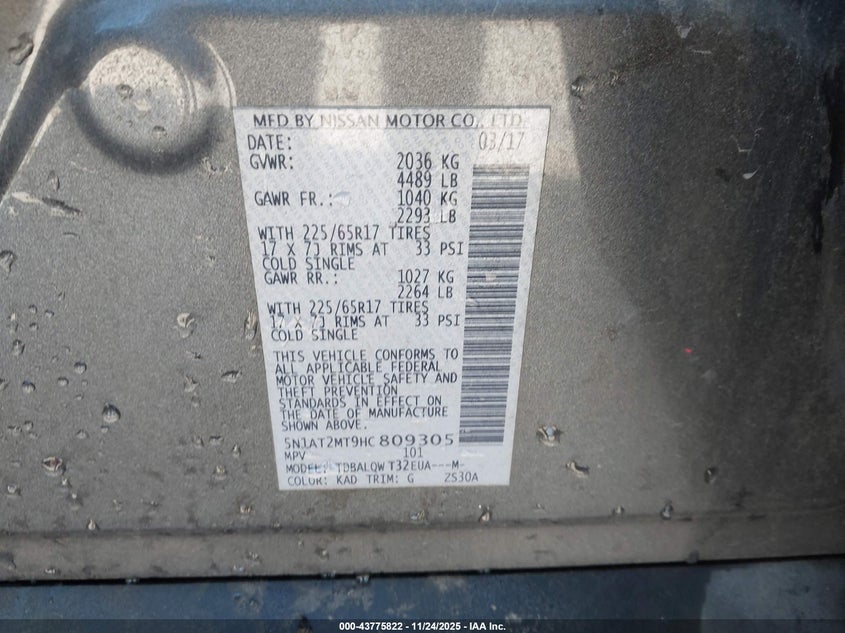 MFD BY NISSAN MOTOR CO., LTD.
DATE: 03/17
GVWR: 2036 KG
4489 LB
GAWR FR.: 1040 KG
2293 LB
WITH 225/65R17 TIRES
17 X 7J RIMS AT 33 PSI
COLD SINGLE
GAWR RR.: 1027 KG
2264 LB
WITH 225/65R17 TIRES
17 X 7J RIMS AT 33 PSI
COLD SINGLE
THIS VEHICLE CONFORMS TO
ALL APPLICABLE FEDERAL
MOTOR VEHICLE SAFETY AND
THEFT PREVENTION
STANDARDS IN EFFECT ON
THE DATE OF MANUFACTURE
SHOWN ABOVE.
5N1AT2MT9HC809305
MPV 101
MODEL: TDBALQW T32EUA---M-
COLOR: KAD TRIM: G ZS30A
000-43775822 - 11/24/2025 - IAA Inc.